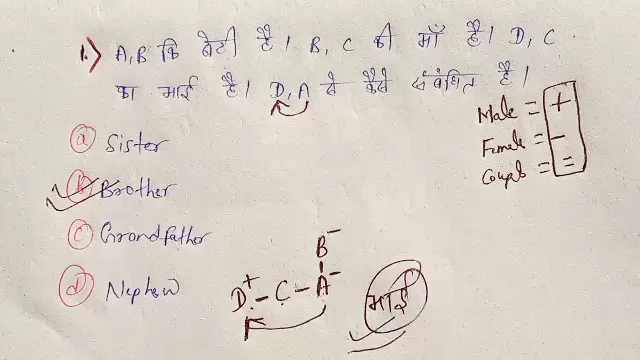 1.) A, B कि बेटी है। B, C की माँ है। D, C
का भाई है। D, A से कैसे संबंधित है।
Male = +
Female = -
Couple = =
(a) Sister
(b) Brother
(c) Grandfather
(d) Nephew
B -
D + - C - A -
भाई